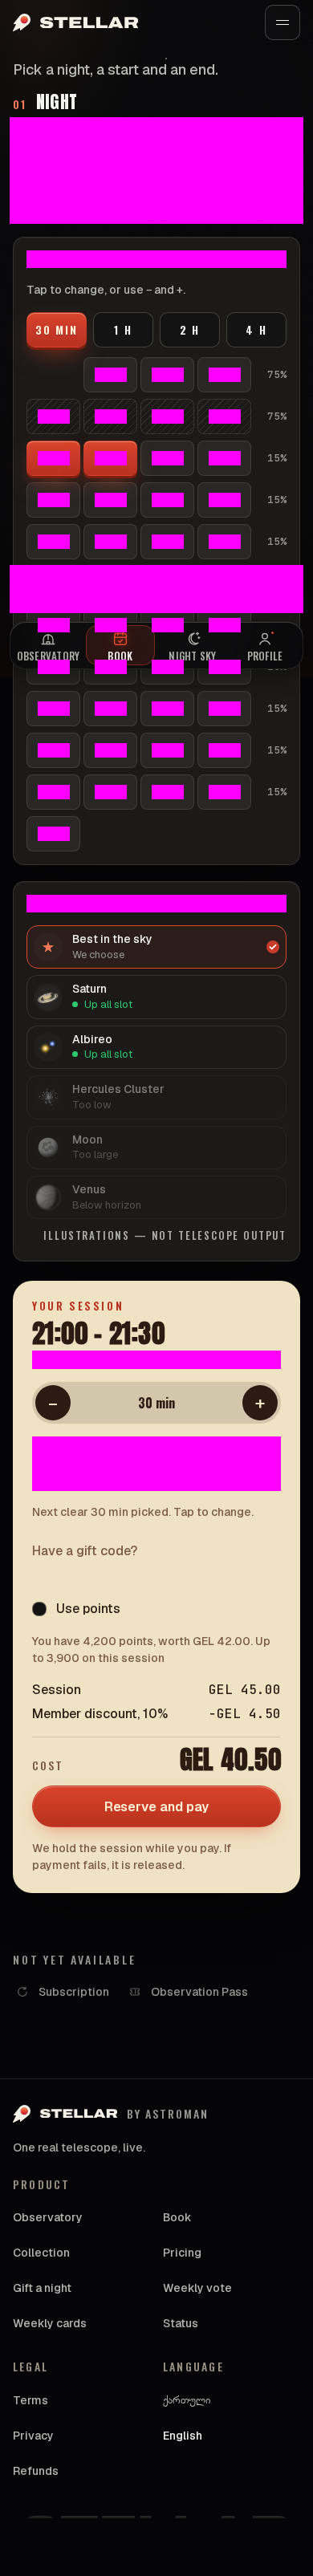 STELLAR
Pick a night, a start and an end.
01 NIGHT
Tap to change, or use − and +.
30 MIN 1 H 2 H 4 H
75%
75%
15%
15%
15%
OBSERVATORY BOOK NIGHT SKY PROFILE
15%
15%
15%
Best in the sky
We choose
Saturn
Up all slot
Albireo
Up all slot
Hercules Cluster
Too low
Moon
Too large
Venus
Below horizon
ILLUSTRATIONS — NOT TELESCOPE OUTPUT
YOUR SESSION
21:00 – 21:30
− 30 min +
Next clear 30 min picked. Tap to change.
Have a gift code?
Use points
You have 4,200 points, worth GEL 42.00. Up
to 3,900 on this session
Session GEL 45.00
Member discount, 10% -GEL 4.50
COST GEL 40.50
Reserve and pay
We hold the session while you pay. If
payment fails, it is released.
NOT YET AVAILABLE
Subscription Observation Pass
STELLAR BY ASTROMAN
One real telescope, live.
PRODUCT
Observatory Book
Collection Pricing
Gift a night Weekly vote
Weekly cards Status
LEGAL LANGUAGE
Terms ქართული
Privacy English
Refunds